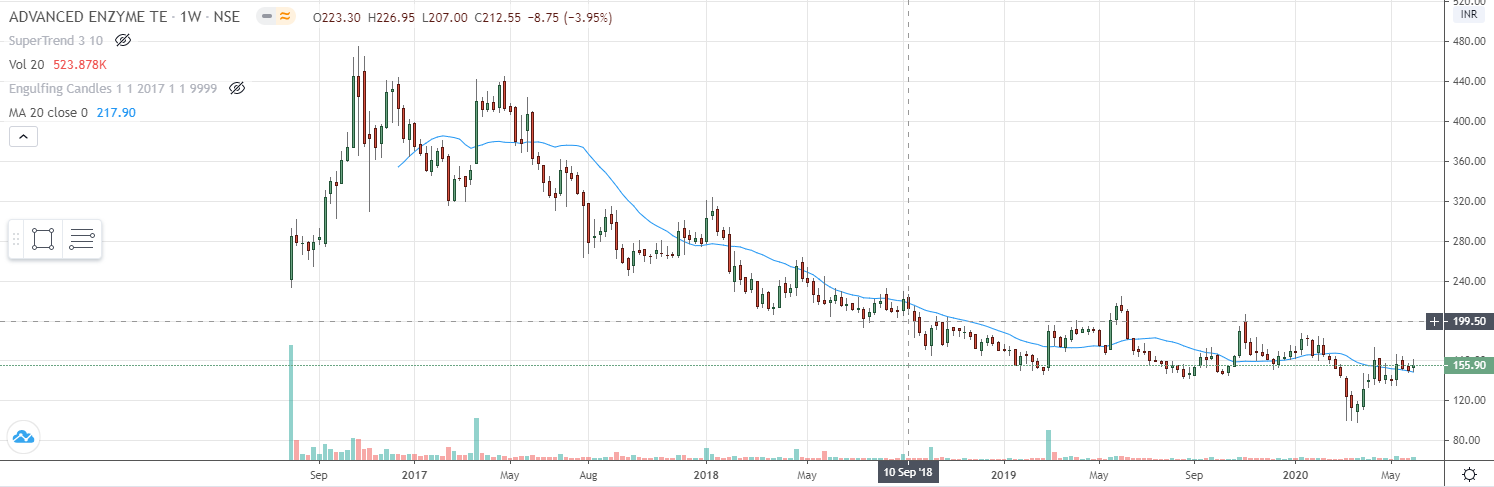 ADVANCED ENZYME TE · 1W · NSE O223.30 H226.95 L207.00 C212.55 −8.75 (−3.95%)
SuperTrend 3 10
Vol 20 523.878K
Engulfing Candles 1 1 2017 1 1 9999
MA 20 close 0 217.90
520.00
INR
480.00
440.00
400.00
360.00
320.00
280.00
240.00
199.50
155.90
120.00
80.00
Sep 2017 May Aug 2018 May 10 Sep '18 2019 May Sep 2020 May